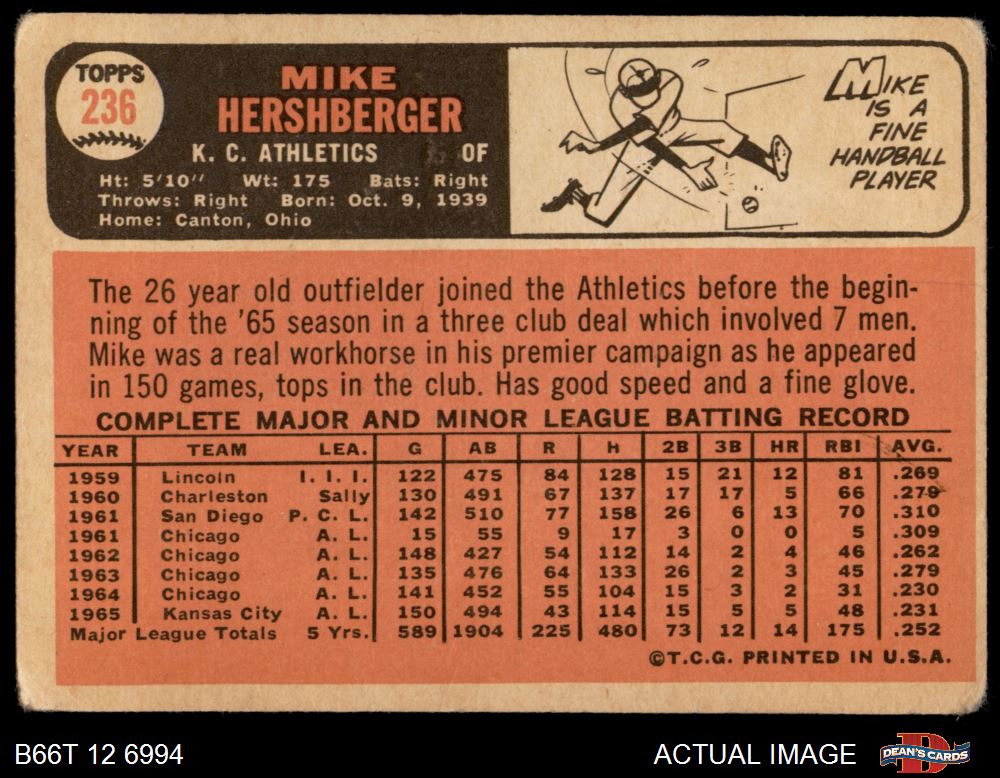 TOPPS
236
MIKE
HERSHBERGER
K. C. ATHLETICS OF
Ht: 5'10" Wt: 175 Bats: Right
Throws: Right Born: Oct. 9, 1939
Home: Canton, Ohio
MIKE
IS A
FINE
HANDBALL
PLAYER
The 26 year old outfielder joined the Athletics before the begin-
ning of the '65 season in a three club deal which involved 7 men.
Mike was a real workhorse in his premier campaign as he appeared
in 150 games, tops in the club. Has good speed and a fine glove.
COMPLETE MAJOR AND MINOR LEAGUE BATTING RECORD
YEAR TEAM LEA. G AB R H 2B 3B HR RBI AVG.
1959 Lincoln I. I. I. 122 475 84 128 15 21 12 81 .269
1960 Charleston Sally 130 491 67 137 17 17 5 66 .279
1961 San Diego P. C. L. 142 510 77 158 26 6 13 70 .310
1961 Chicago A. L. 15 55 9 17 3 0 0 5 .309
1962 Chicago A. L. 148 427 54 112 14 2 4 46 .262
1963 Chicago A. L. 135 476 64 133 26 2 3 45 .279
1964 Chicago A. L. 141 452 55 104 15 3 2 31 .230
1965 Kansas City A. L. 150 494 43 114 15 5 5 48 .231
Major League Totals 5 Yrs. 589 1904 225 480 73 12 14 175 .252
©T.C.G. PRINTED IN U.S.A.
B66T 12 6994 ACTUAL IMAGE DEAN'S CARDS